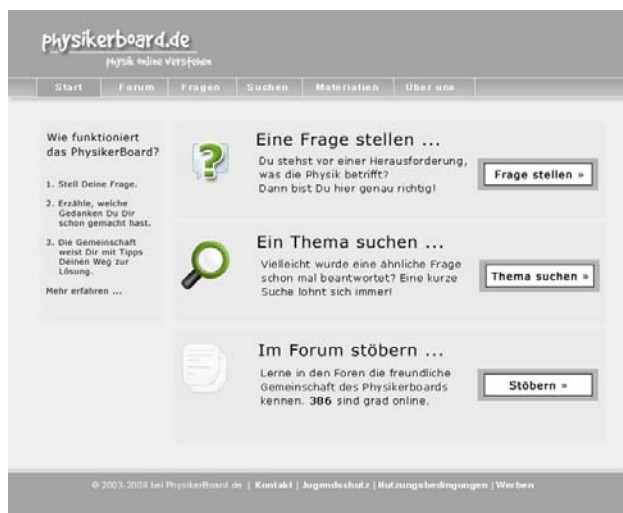 physikerboard.de
physik online verstehen
Start Forum Fragen Suchen Materialien Über uns
Wie funktioniert
das PhysikerBoard?
1. Stell Deine Frage.
2. Erzähle, welche
Gedanken Du Dir
schon gemacht hast.
3. Die Gemeinschaft
weist Dir mit Tipps
Deinen Weg zur
Lösung.
Mehr erfahren ...
Eine Frage stellen ...
Du stehst vor einer Herausforderung,
was die Physik betrifft?
Dann bist Du hier genau richtig!
Frage stellen »
Ein Thema suchen ...
Vielleicht wurde eine ähnliche Frage
schon mal beantwortet? Eine kurze
Suche lohnt sich immer!
Thema suchen »
Im Forum stöbern ...
Lerne in den Foren die freundliche
Gemeinschaft des Physikerboards
kennen. 386 sind grad online.
Stöbern »
© 2003-2009 bei PhysikerBoard.de | Kontakt | Jugendschutz | Nutzungsbedingungen | Werben